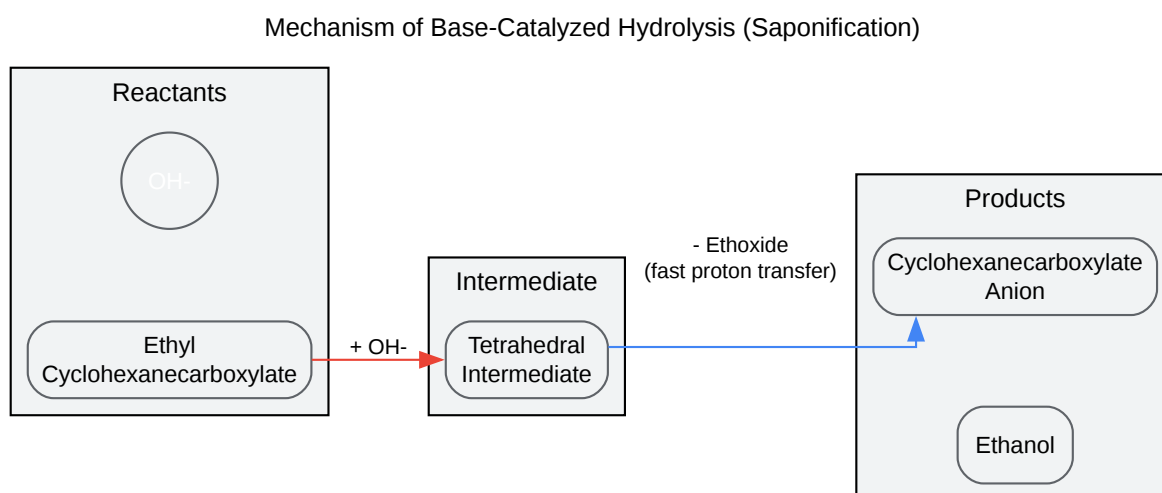 Mechanism of Base-Catalyzed Hydrolysis (Saponification)
Reactants
OH-
Ethyl
Cyclohexanecarboxylate
+ OH-
Intermediate
Tetrahedral
Intermediate
- Ethoxide
(fast proton transfer)
Products
Cyclohexanecarboxylate
Anion
Ethanol